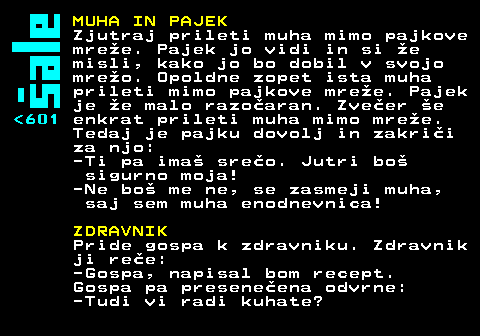 šale
<601
MUHA IN PAJEK
Zjutraj prileti muha mimo pajkove
mreže. Pajek jo vidi in si že
misli, kako jo bo dobil v svojo
mrežo. Opoldne zopet ista muha
prileti mimo pajkove mreže. Pajek
je že malo razočaran. Zvečer še
enkrat prileti muha mimo mreže.
Tedaj je pajku dovolj in zakriči
za njo:
-Ti pa imaš srečo. Jutri boš
sigurno moja!
-Ne boš me ne, se zasmeji muha,
saj sem muha enodnevnica!
ZDRAVNIK
Pride gospa k zdravniku. Zdravnik
ji reče:
-Gospa, napisal bom recept.
Gospa pa presenečena odvrne:
-Tudi vi radi kuhate?